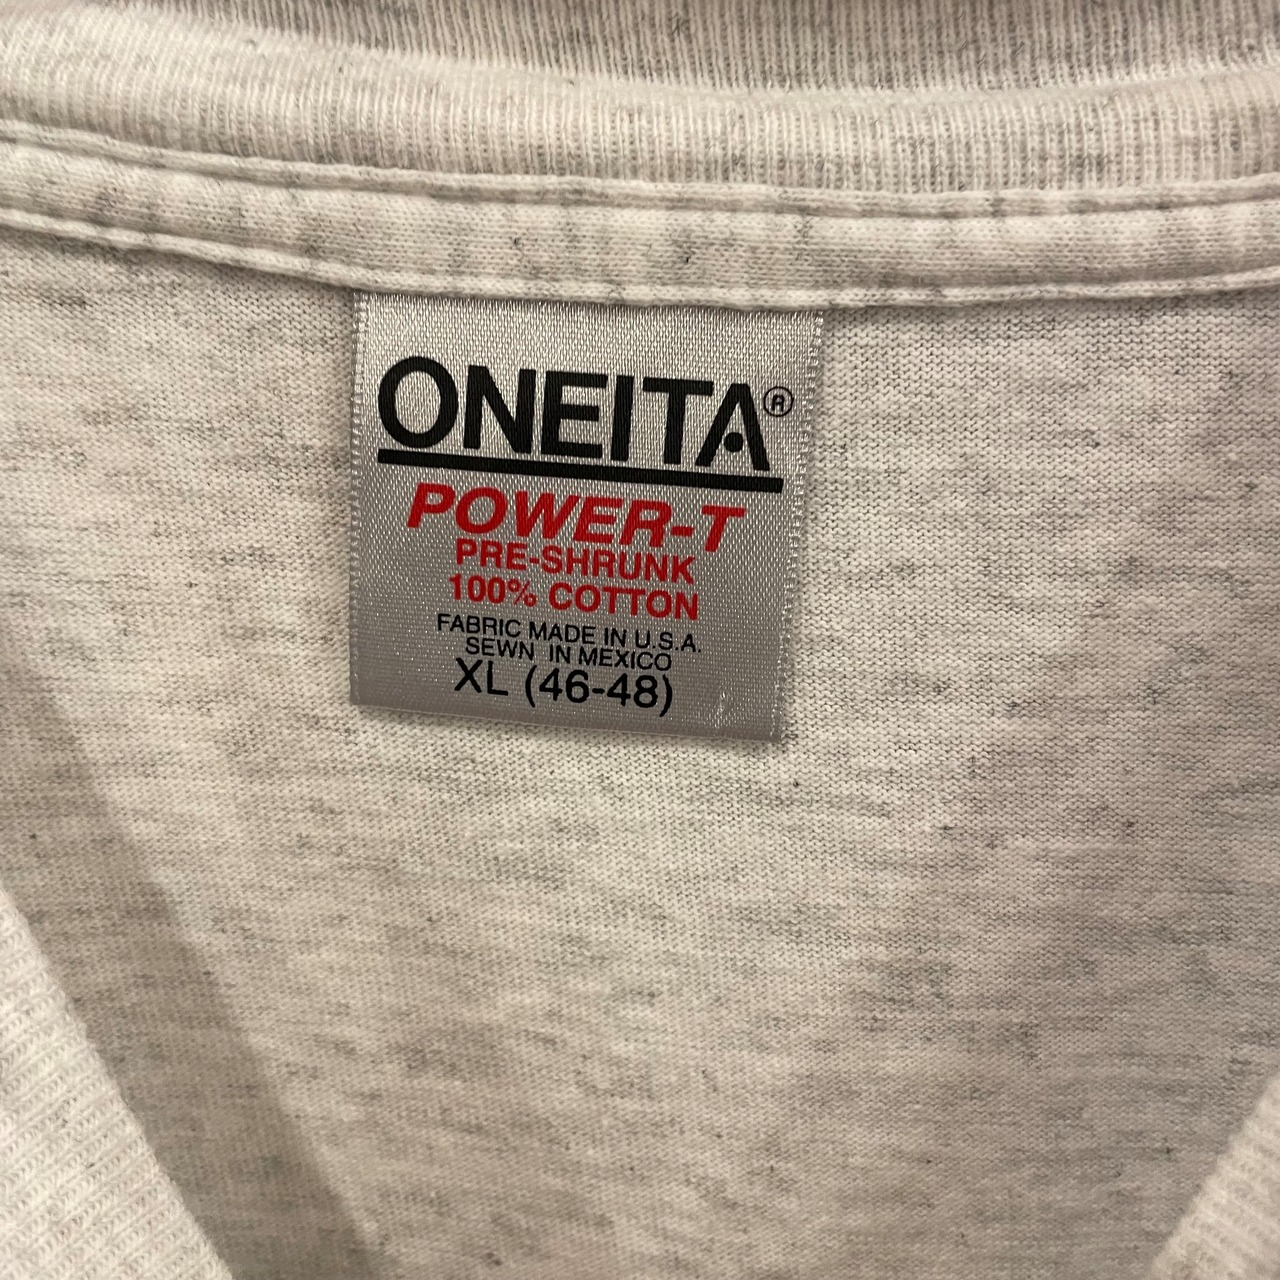 ONEITA®
POWER-T
PRE-SHRUNK
100% COTTON
FABRIC MADE IN U.S.A.
SEWN IN MEXICO
XL (46-48)